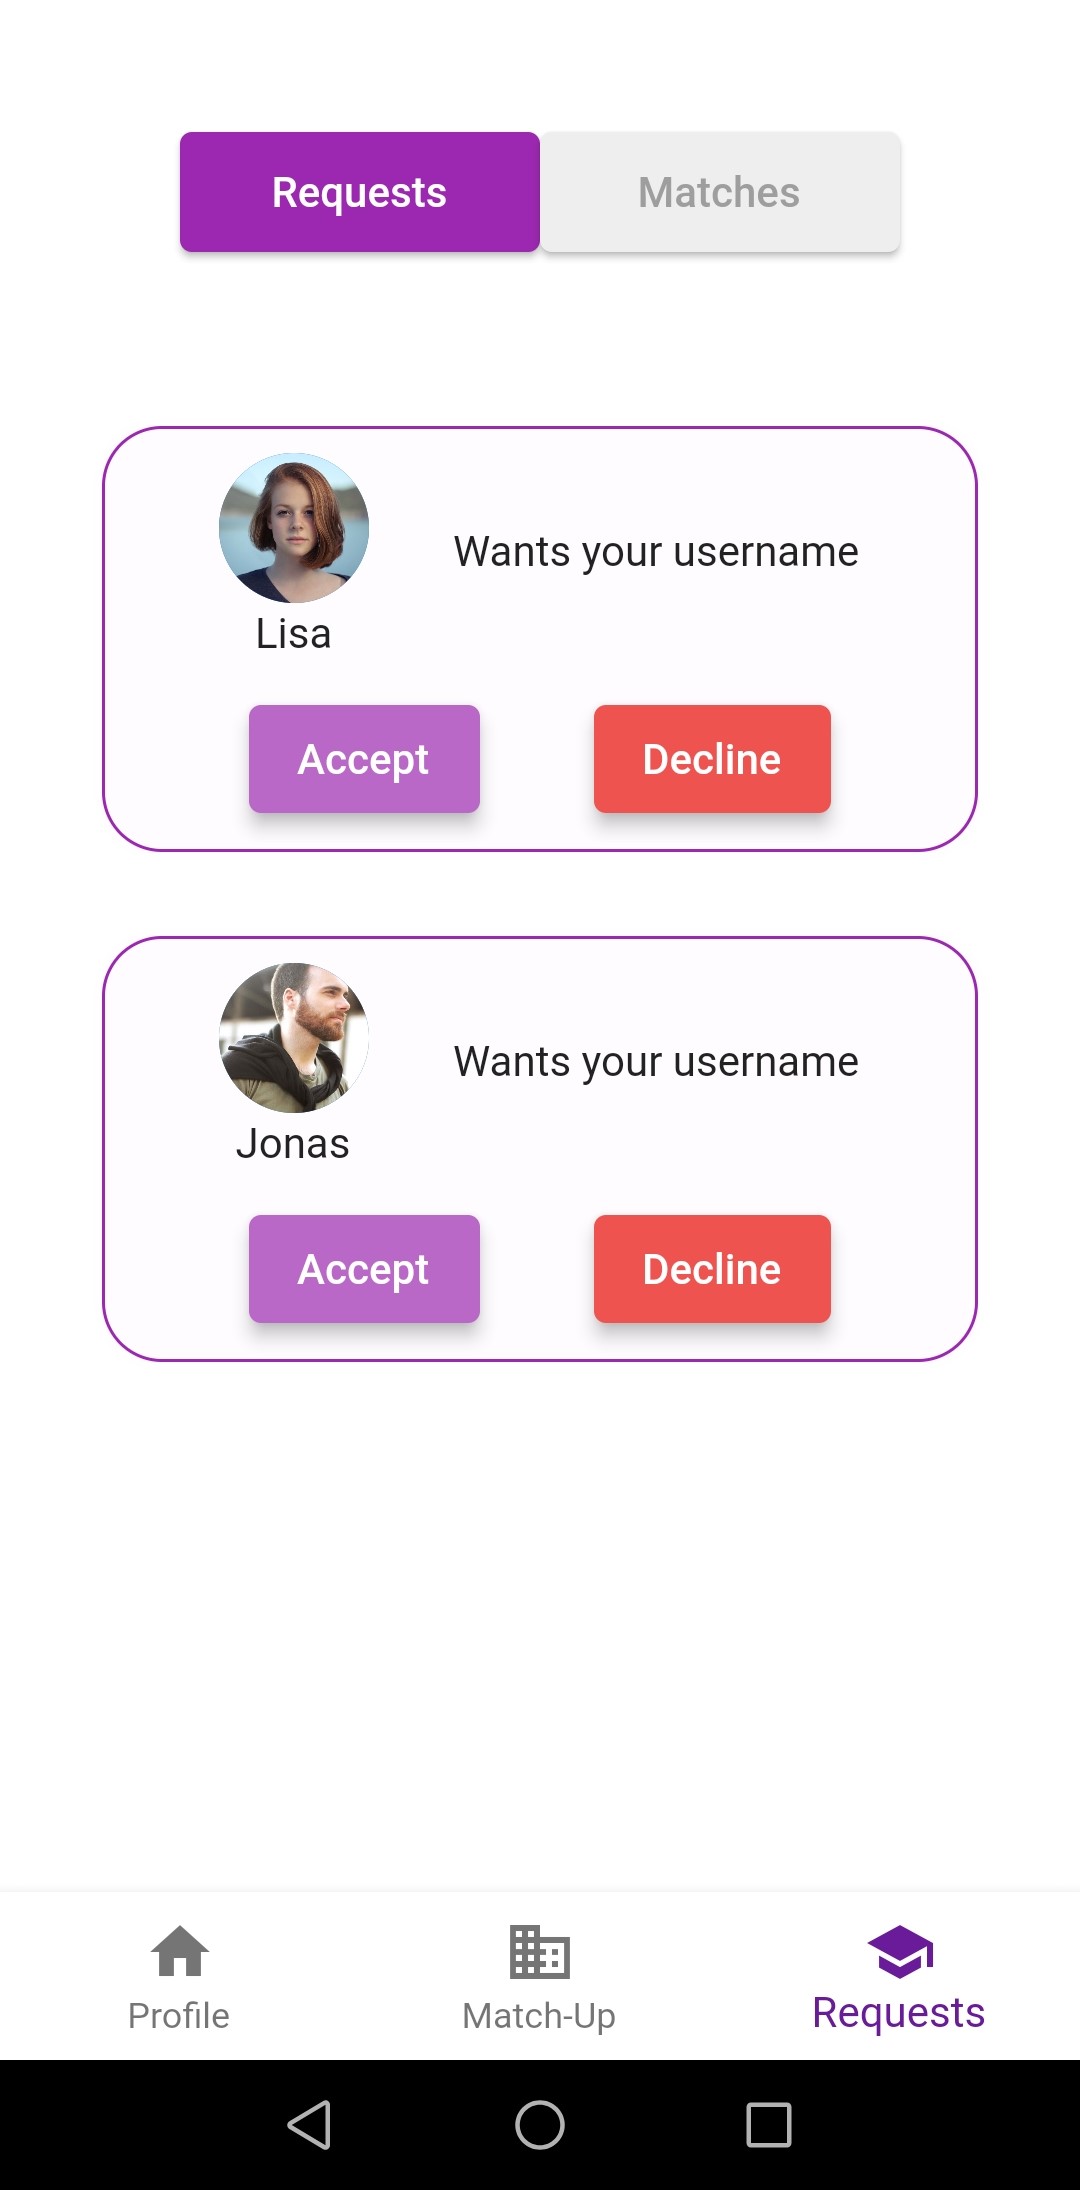 Requests Matches
Wants your username
Lisa
Accept Decline
Wants your username
Jonas
Accept Decline
Profile Match-Up Requests